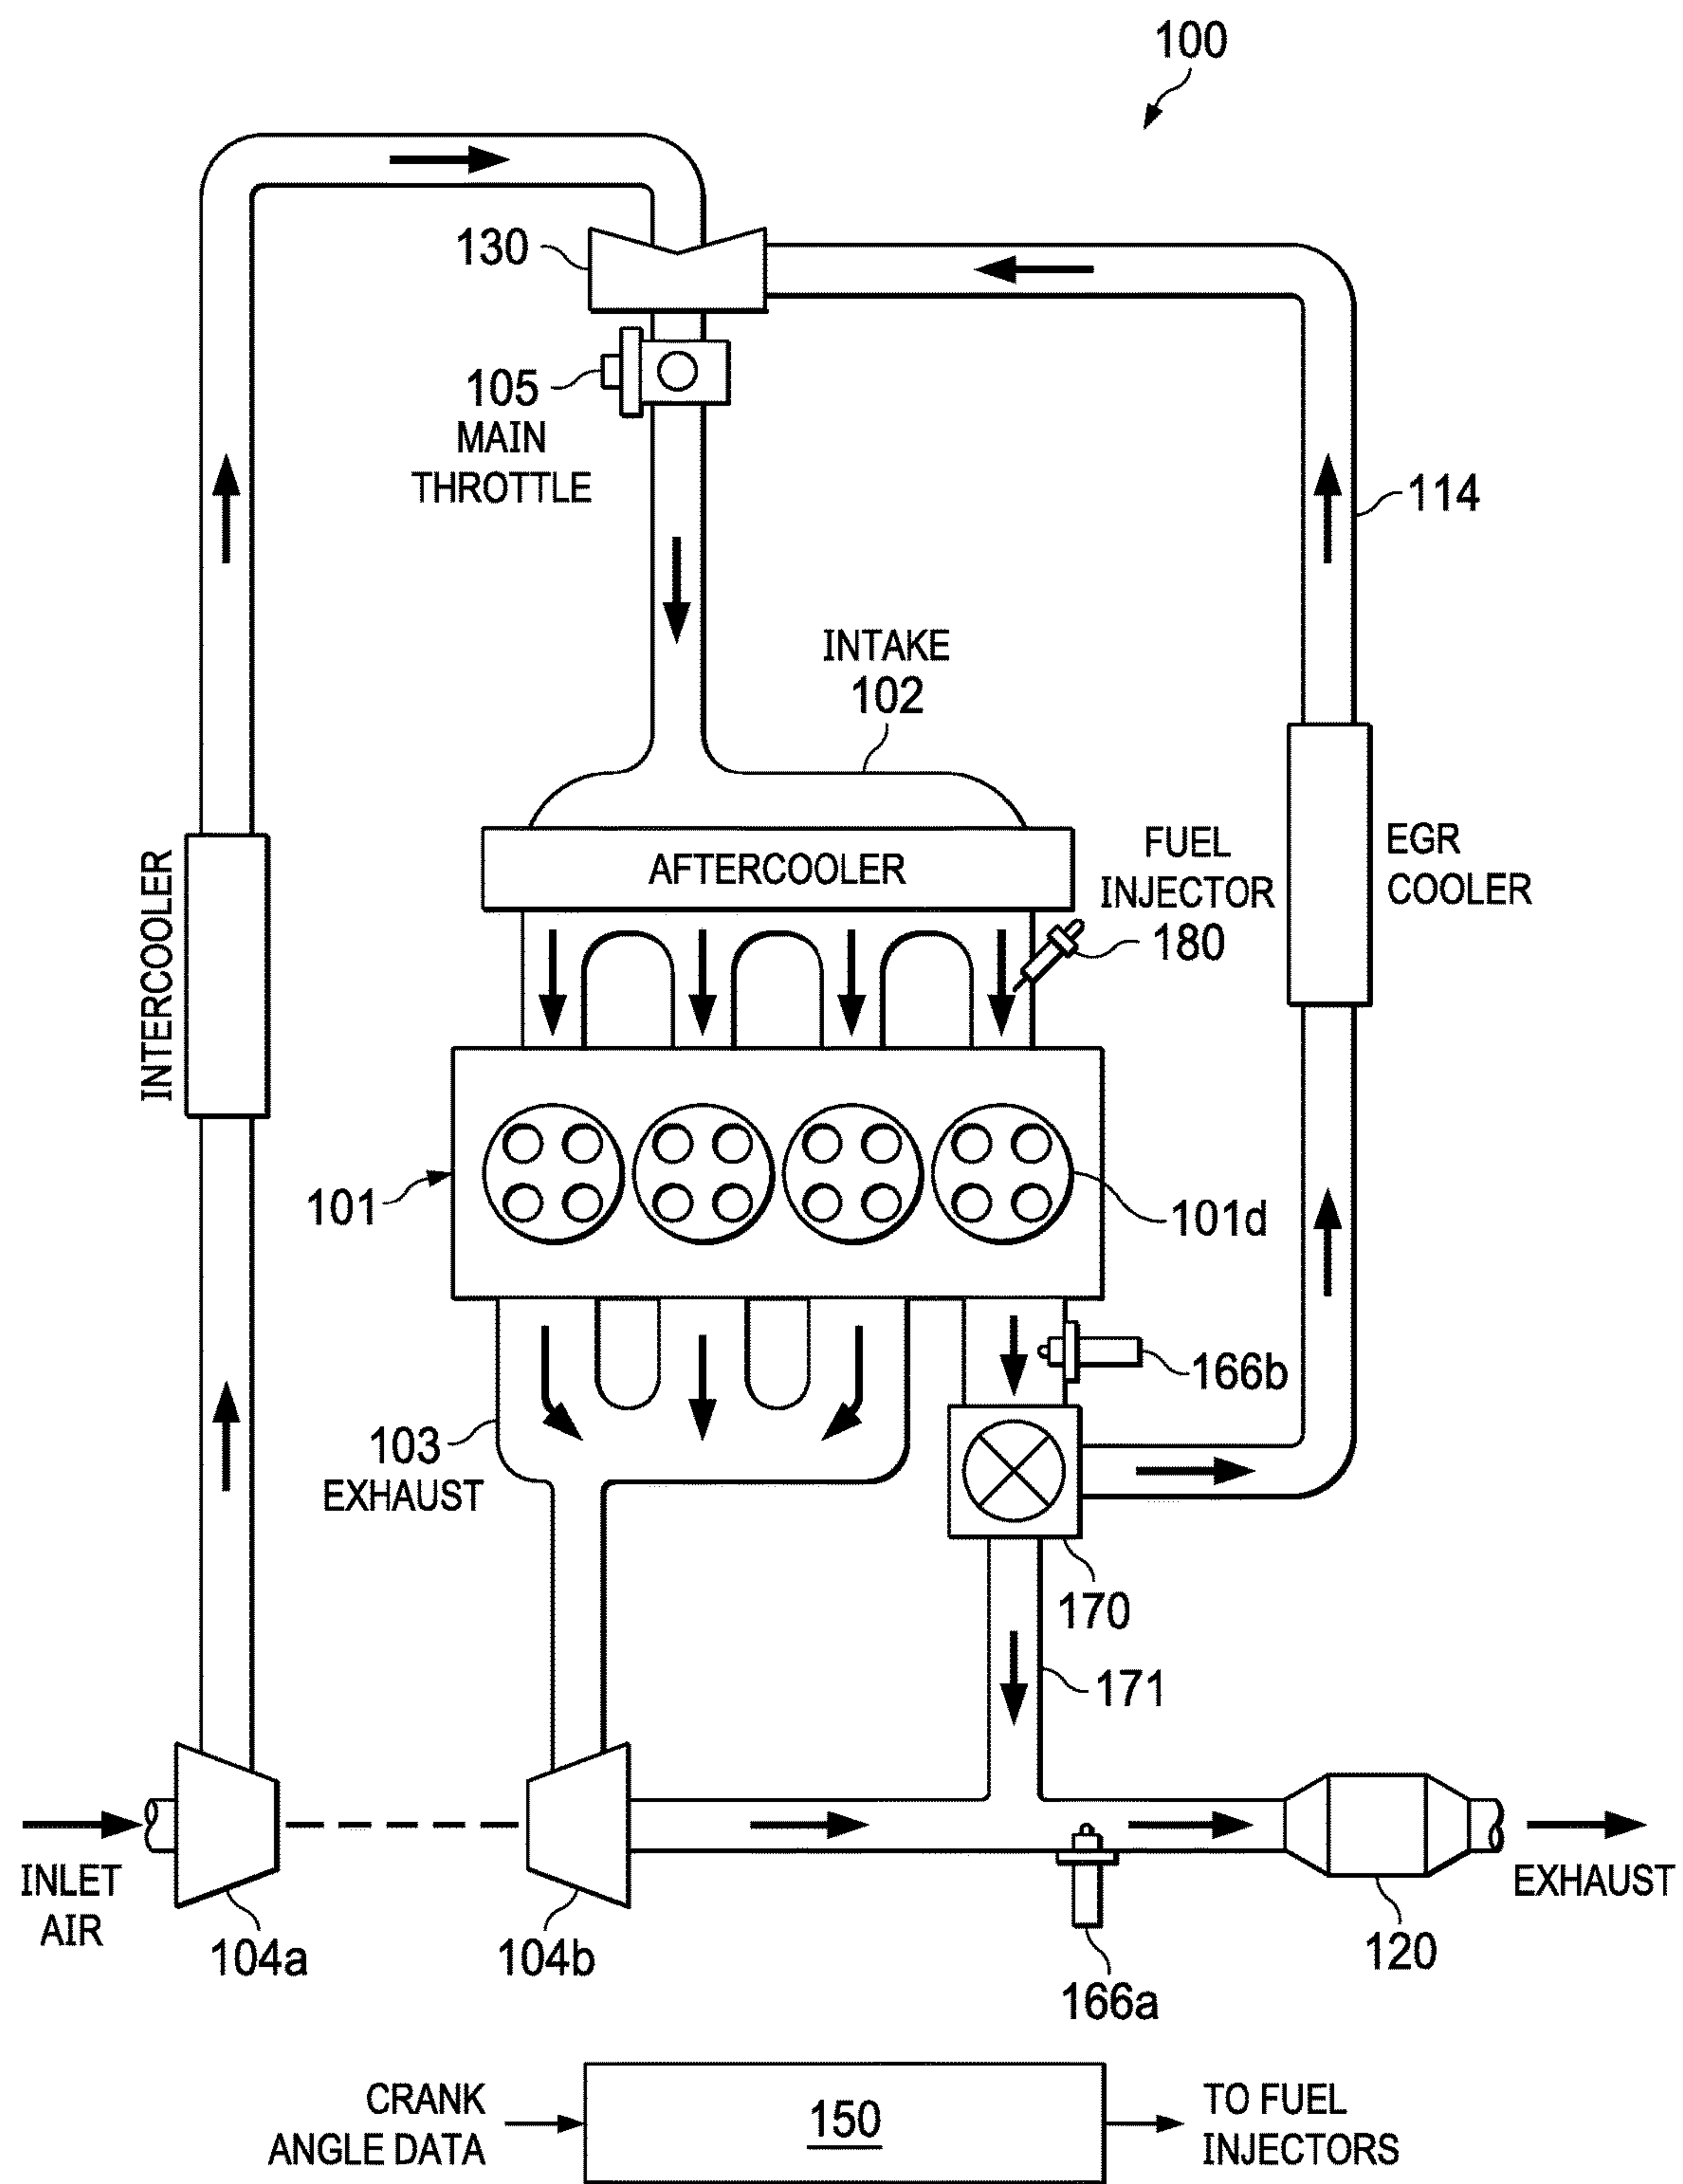 100
130
105
MAIN
THROTTLE
114
INTAKE
102
AFTERCOOLER
FUEL
INJECTOR
180
EGR
COOLER
INTERCOOLER
101
101d
166b
103
EXHAUST
170
171
INLET
AIR
104a
104b
166a
120
EXHAUST
CRANK
ANGLE DATA
150
TO FUEL
INJECTORS